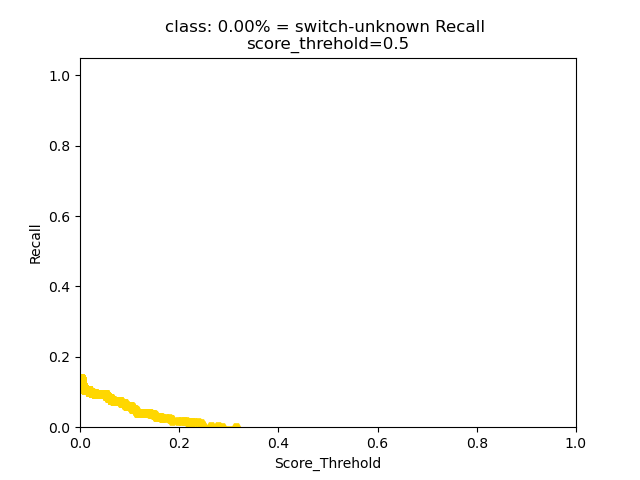 class: 0.00% = switch-unknown Recall
score_threhold=0.5
1.0
0.8
0.6
0.4
0.2
0.0
Recall
0.0 0.2 0.4 0.6 0.8 1.0
Score_Threhold